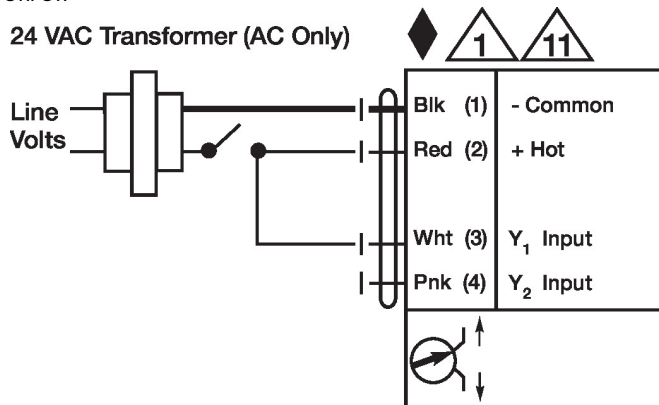 24 VAC Transformer (AC Only)
1
11
Line
Volts
Blk (1) - Common
Red (2) + Hot
Wht (3) Y1 Input
Pnk (4) Y2 Input